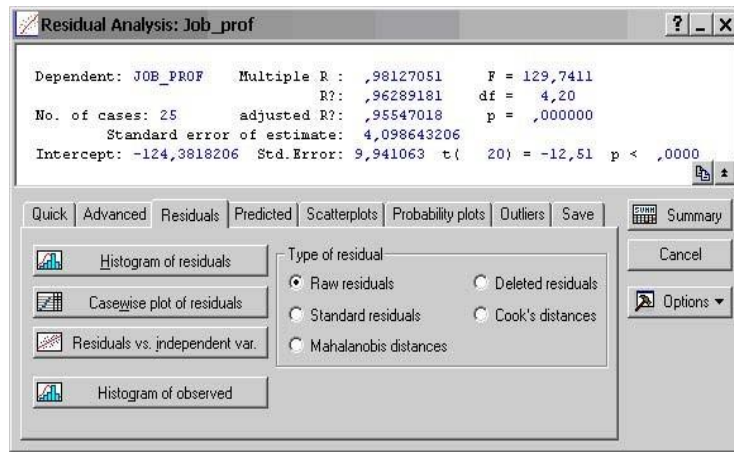 Residual Analysis: Job_prof
Dependent: JOB_PROF Multiple R : ,98127051 F = 129,7411
R?: ,96289181 df = 4,20
No. of cases: 25 adjusted R?: ,95547018 p = ,000000
Standard error of estimate: 4,098643206
Intercept: -124,3818206 Std.Error: 9,941063 t( 20) = -12,51 p < ,0000
Quick Advanced Residuals Predicted Scatterplots Probability plots Outliers Save
Summary
Cancel
Options
Histogram of residuals
Casewise plot of residuals
Residuals vs. independent var.
Histogram of observed
Type of residual
Raw residuals
Deleted residuals
Standard residuals
Cook's distances
Mahalanobis distances